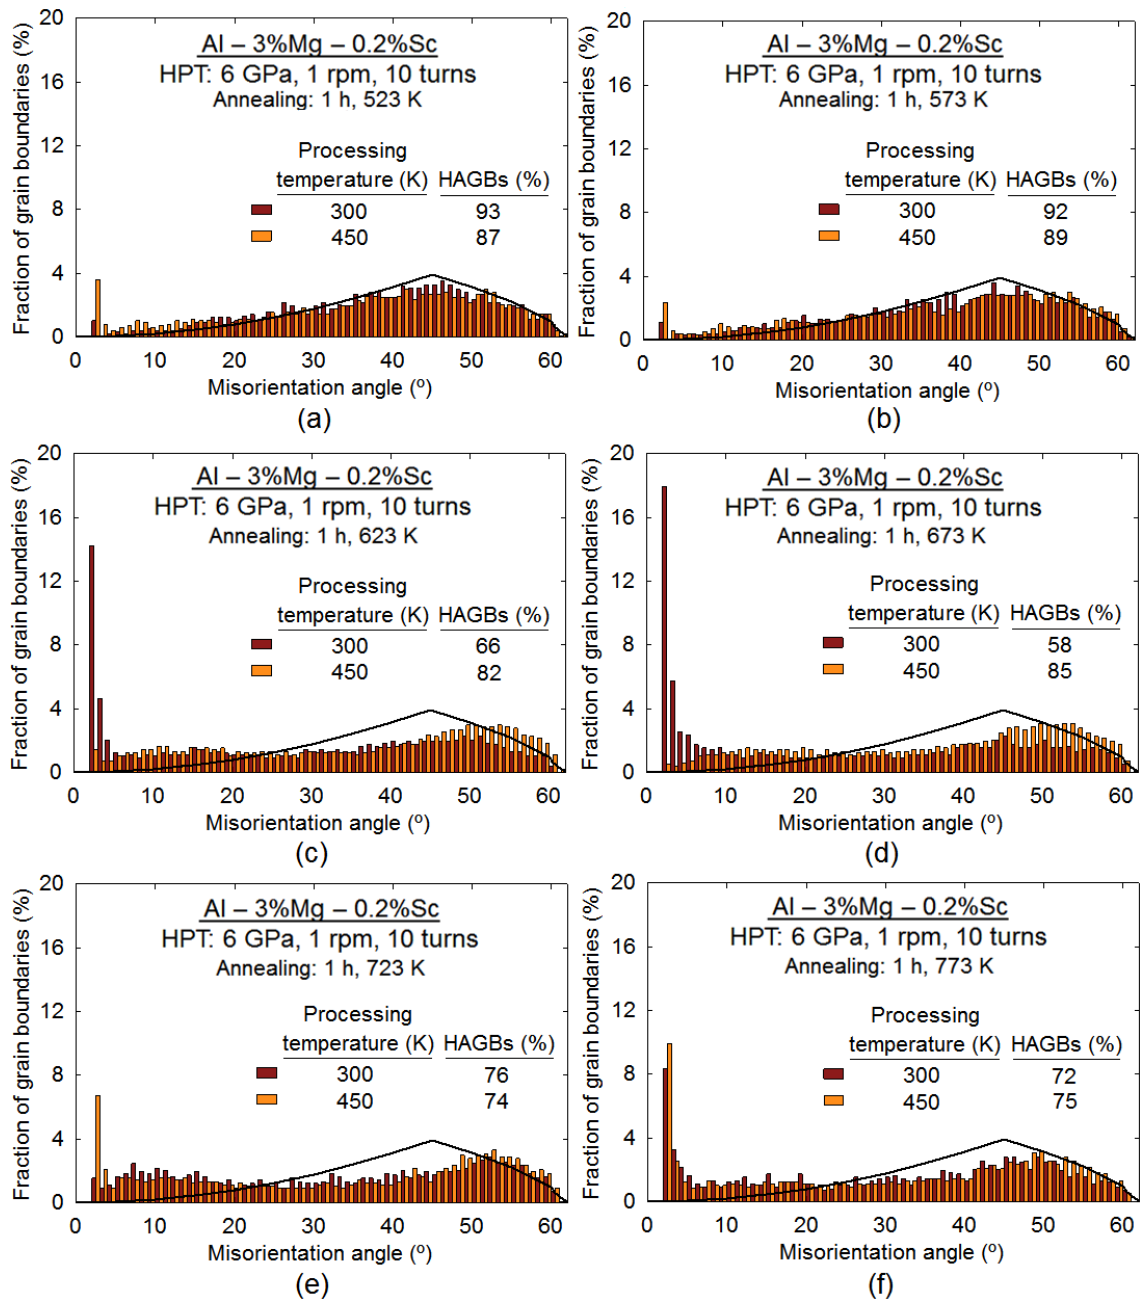 Fraction of grain boundaries (%)
20
16
12
8
4
0
Al – 3%Mg – 0.2%Sc
HPT: 6 GPa, 1 rpm, 10 turns
Annealing: 1 h, 523 K
Processing
temperature (K) HAGBs (%)
300 93
450 87
0 10 20 30 40 50 60
Misorientation angle (º)
(a)
Fraction of grain boundaries (%)
20
16
12
8
4
0
Al – 3%Mg – 0.2%Sc
HPT: 6 GPa, 1 rpm, 10 turns
Annealing: 1 h, 573 K
Processing
temperature (K) HAGBs (%)
300 92
450 89
0 10 20 30 40 50 60
Misorientation angle (º)
(b)
Fraction of grain boundaries (%)
20
16
12
8
4
0
Al – 3%Mg – 0.2%Sc
HPT: 6 GPa, 1 rpm, 10 turns
Annealing: 1 h, 623 K
Processing
temperature (K) HAGBs (%)
300 66
450 82
0 10 20 30 40 50 60
Misorientation angle (º)
(c)
Fraction of grain boundaries (%)
20
16
12
8
4
0
Al – 3%Mg – 0.2%Sc
HPT: 6 GPa, 1 rpm, 10 turns
Annealing: 1 h, 673 K
Processing
temperature (K) HAGBs (%)
300 58
450 85
0 10 20 30 40 50 60
Misorientation angle (º)
(d)
Fraction of grain boundaries (%)
20
16
12
8
4
0
Al – 3%Mg – 0.2%Sc
HPT: 6 GPa, 1 rpm, 10 turns
Annealing: 1 h, 723 K
Processing
temperature (K) HAGBs (%)
300 76
450 74
0 10 20 30 40 50 60
Misorientation angle (º)
(e)
Fraction of grain boundaries (%)
20
16
12
8
4
0
Al – 3%Mg – 0.2%Sc
HPT: 6 GPa, 1 rpm, 10 turns
Annealing: 1 h, 773 K
Processing
temperature (K) HAGBs (%)
300 72
450 75
0 10 20 30 40 50 60
Misorientation angle (º)
(f)